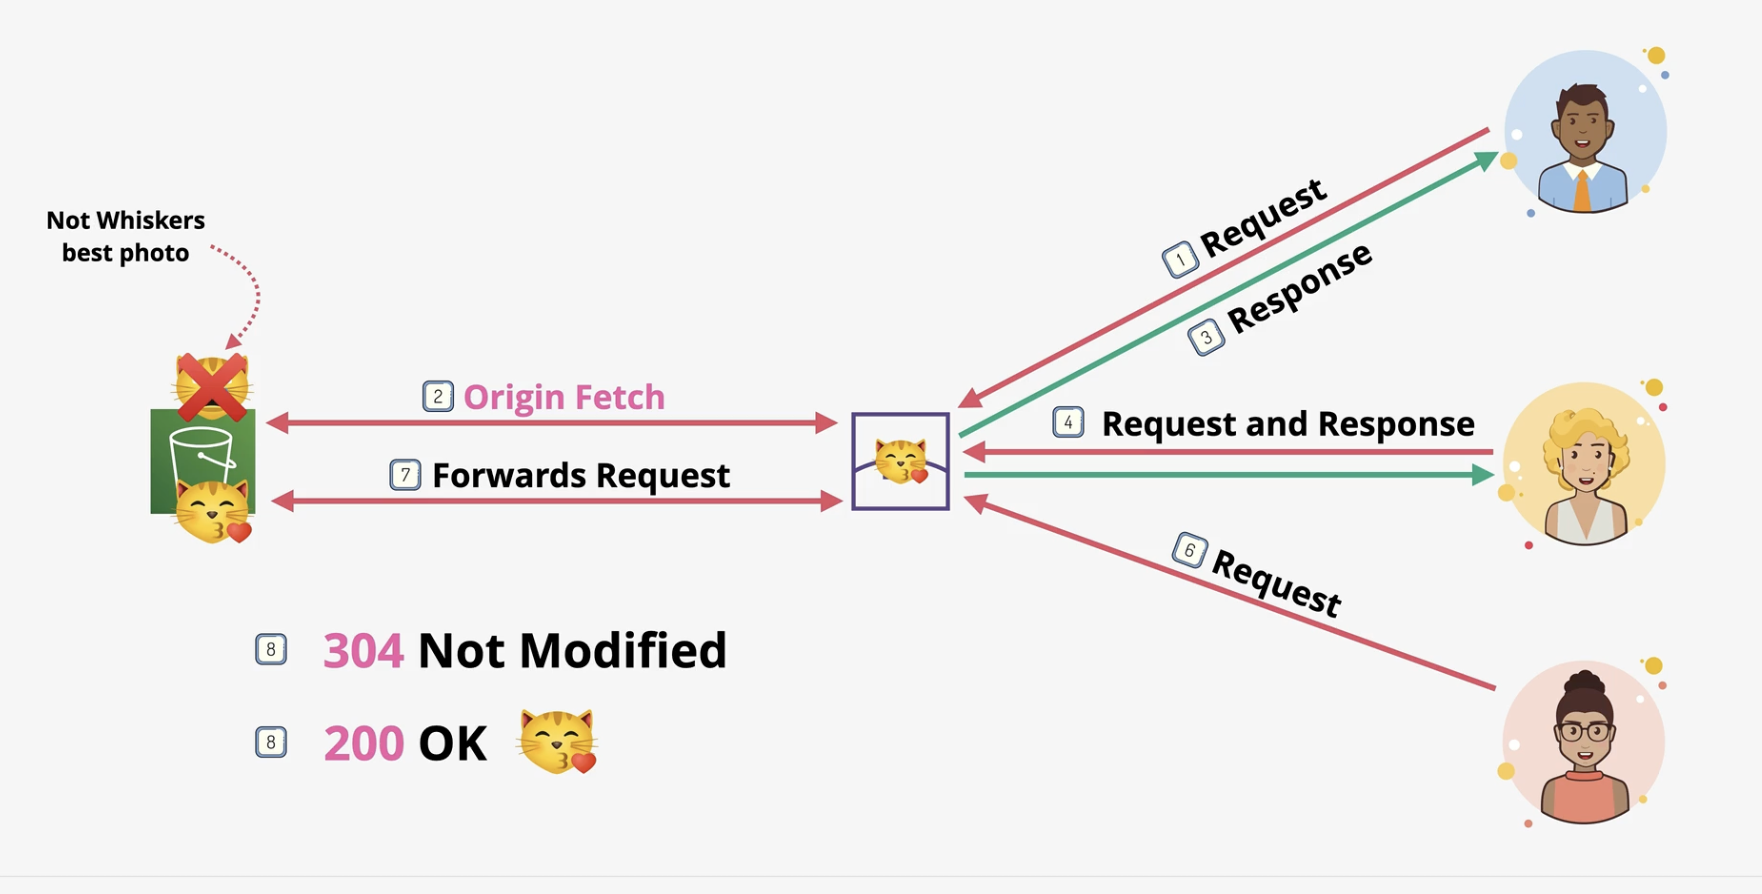 Not Whiskers
best photo
2 Origin Fetch
7 Forwards Request
1 Request
3 Response
4 Request and Response
6 Request
8 304 Not Modified
8 200 OK